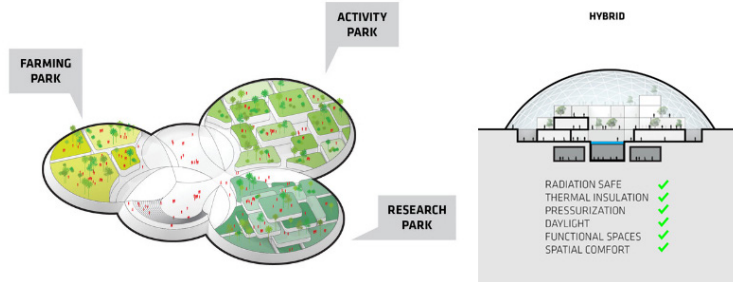 ACTIVITY
PARK
FARMING
PARK
RESEARCH
PARK
HYBRID
RADIATION SAFE
THERMAL INSULATION
PRESSURIZATION
DAYLIGHT
FUNCTIONAL SPACES
SPATIAL COMFORT